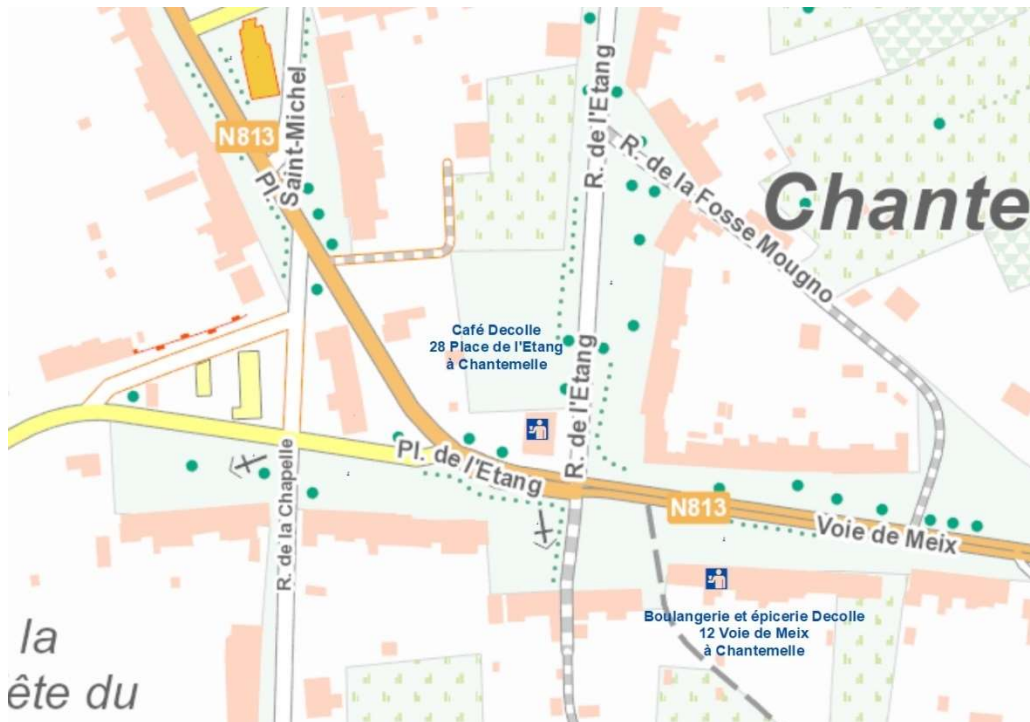 N813
Pl.
Saint-Michel
R. de l'Etang
R. de la Fosse Mougno
Chante
Café Decolle
28 Place de l'Etang
à Chantemelle
R. de l'Etang
Pl. de l'Etang
R. de la Chapelle
N813
Voie de Meix
Boulangerie et épicerie Decolle
12 Voie de Meix
à Chantemelle
la
ête du